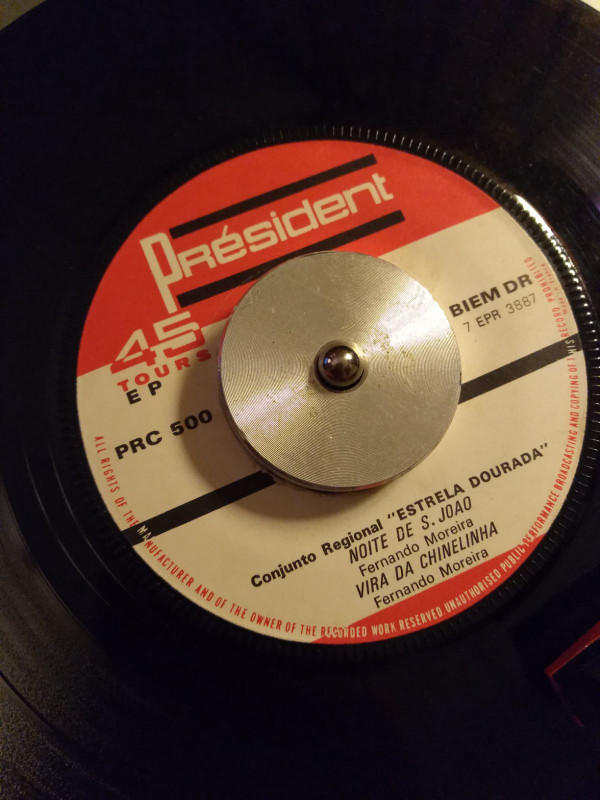 Président
45
TOURS
EP
PRC 500
BIEM DR
7 EPR 3887
Conjunto Regional "ESTRELA DOURADA"
NOITE DE S. JOAO
Fernando Moreira
VIRA DA CHINELINHA
Fernando Moreira
ALL RIGHTS OF THE MANUFACTURER AND OF THE OWNER OF THE RECORDED WORK RESERVED UNAUTHORISED PUBLIC PERFORMANCE BROADCASTING AND COPYING OF THIS RECORD PROHIBITED